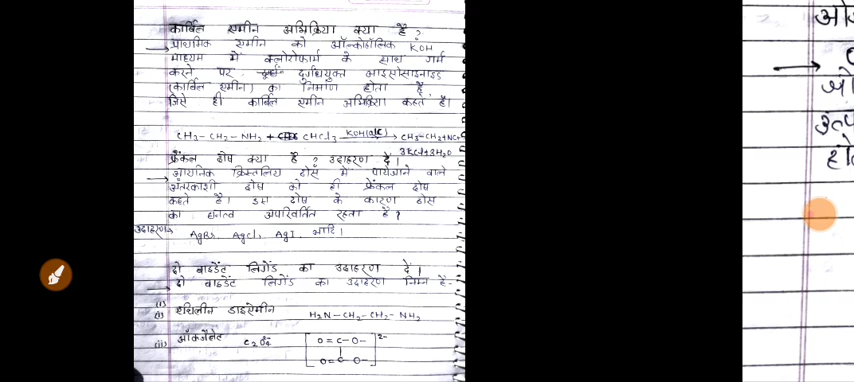 कार्बिल एमीन अभिक्रिया क्या है?
प्राथमिक एमीन को ऑल्कोहॉलिक KOH
माध्यम में क्लोरोफार्म के साथ गर्म
करने पर दुर्गंधयुक्त आइसोसाइनाइड
(कार्बिल एमीन) का निर्माण होता है,
जिसे ही कार्बिल एमीन अभिक्रिया कहते हैं।
CH3-CH2-NH2 + CHCl3 KOH(alc) → CH3-CH2+NC+
3KCl+3H2O
फ्रेंकल दोष क्या है? उदाहरण दें।
आयनिक क्रिस्टलिय ठोस में पायेजाने वाले
अंतराकाशी दोष को ही फ्रेंकल दोष
कहते हैं। इस दोष के कारण ठोस
का घनत्व अपरिवर्तित रहता है?
उदाहरण
AgBr, AgCl, AgI, आदि।
दो बाइडेंट लिगेंड का उदाहरण दें।
दो बाइडेंट लिगेंड का उदाहरण निम्न है-
(i)
एथिलीन डाइऐमीन H2N-CH2-CH2-NH2
(ii) ऑक्जेलेट
O=C-O-
O=C-O-
2-